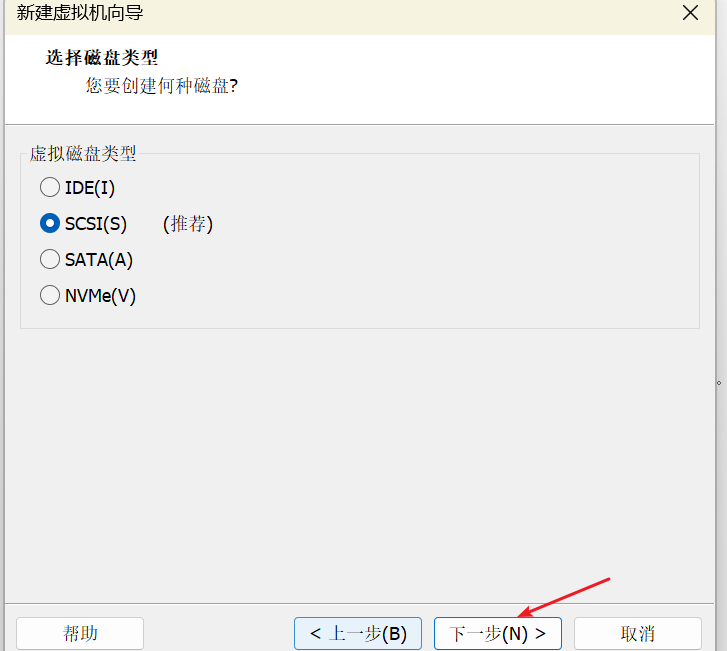 新建虚拟机向导
选择磁盘类型
您要创建何种磁盘?
虚拟磁盘类型
IDE(I)
SCSI(S) (推荐)
SATA(A)
NVMe(V)
。
帮助 < 上一步(B) 下一步(N) > 取消